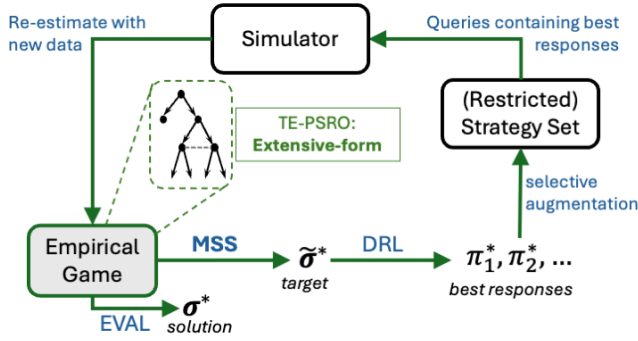 Re-estimate with
new data
Simulator
Queries containing best
responses
TE-PSRO:
Extensive-form
(Restricted)
Strategy Set
selective
augmentation
Empirical
Game
MSS
σ̃*
target
DRL
π₁*, π₂*, ...
best responses
EVAL
σ*
solution